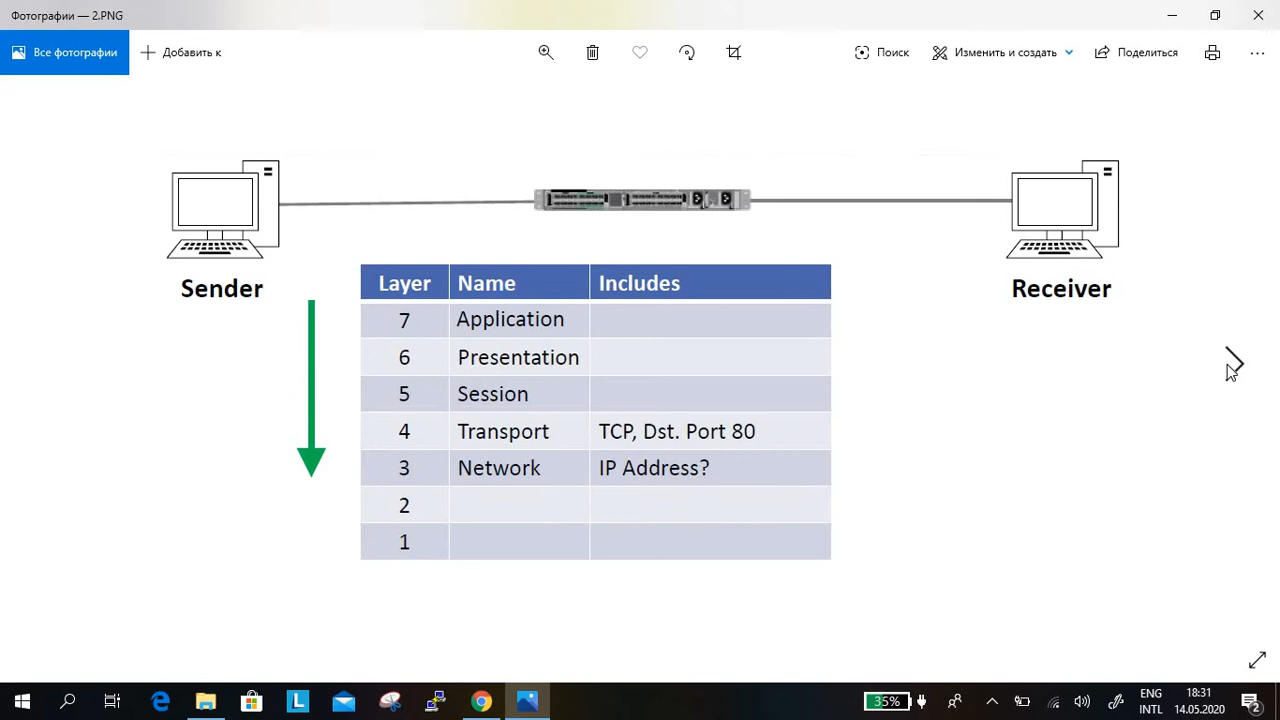 Фотографии — 2.PNG
Все фотографии
Добавить к
Поиск
Изменить и создать
Поделиться
Sender
Receiver
Layer Name Includes
7 Application
6 Presentation
5 Session
4 Transport TCP, Dst. Port 80
3 Network IP Address?
2
1
35%
ENG
INTL
18:31
14.05.2020
2